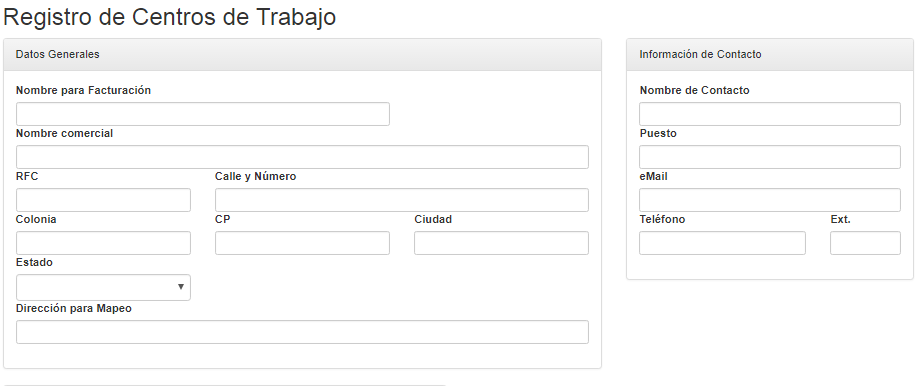 Registro de Centros de Trabajo
Datos Generales
Nombre para Facturación
Nombre comercial
RFC
Calle y Número
Colonia
CP
Ciudad
Estado
Dirección para Mapeo
Información de Contacto
Nombre de Contacto
Puesto
eMail
Teléfono
Ext.